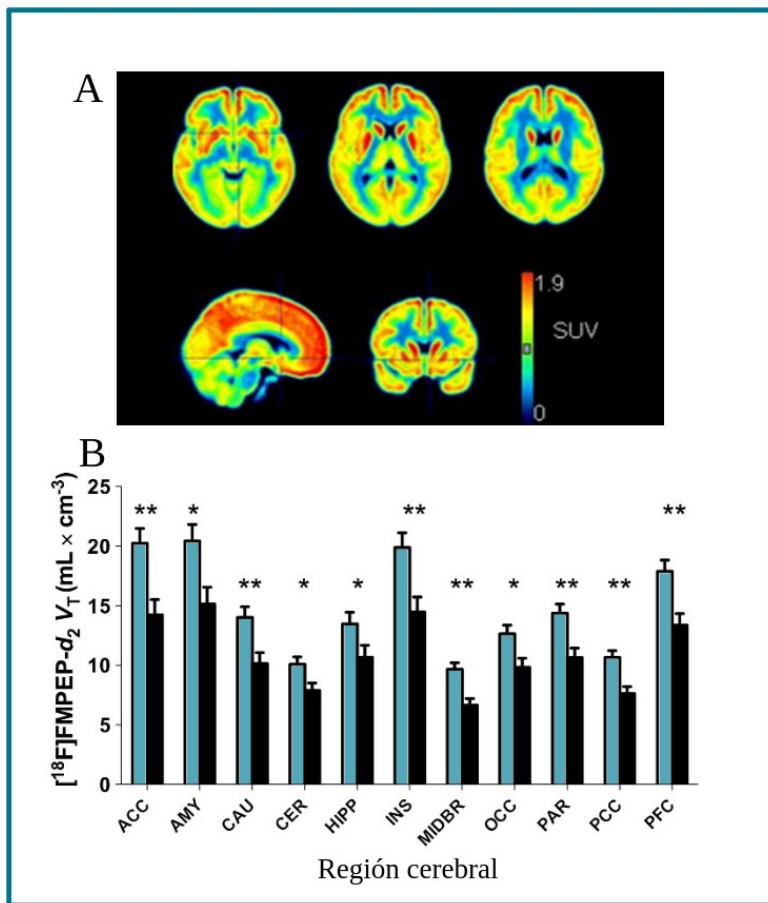 A
1.9
0
SUV
0
B
[¹⁸F]FMPEP-d₂ V_T (mL × cm⁻³)
25
20
15
10
5
0
** * ** * * ** ** * ** ** **
ACC AMY CAU CER HIPP INS MIDBR OCC PAR PCC PFC
Región cerebral